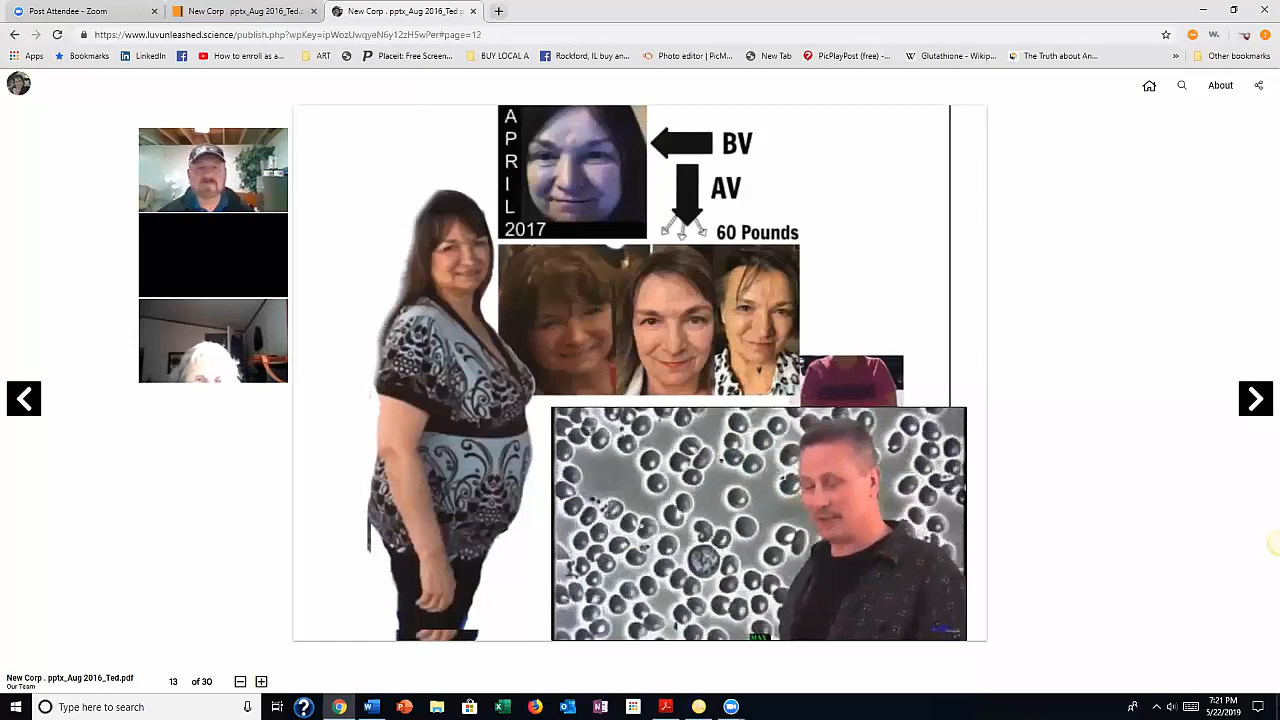 Post Attendee - Zoom
New Corp . pptx_Aug 2016_Ted.pdf
New Corp . pptx_Aug 2016_Ted.pdf
https://www.luvunleashed.science/publish.php?wpKey=ipWozUwqyeN6y12zH5wPer#page=12
Apps
Bookmarks
LinkedIn
How to enroll as a...
ART
Placeit: Free Screen...
BUY LOCAL A
Rockford, IL buy an...
Photo editor | PicM...
New Tab
PicPlayPost (free) -...
Glutathione - Wikip...
The Truth about An...
»
Other bookmarks
About
APRIL
2017
BV
AV
60 Pounds
MAX
New Corp . pptx_Aug 2016_Ted.pdf
Our Team
13 of 30
Type here to search
7:21 PM
5/22/2019